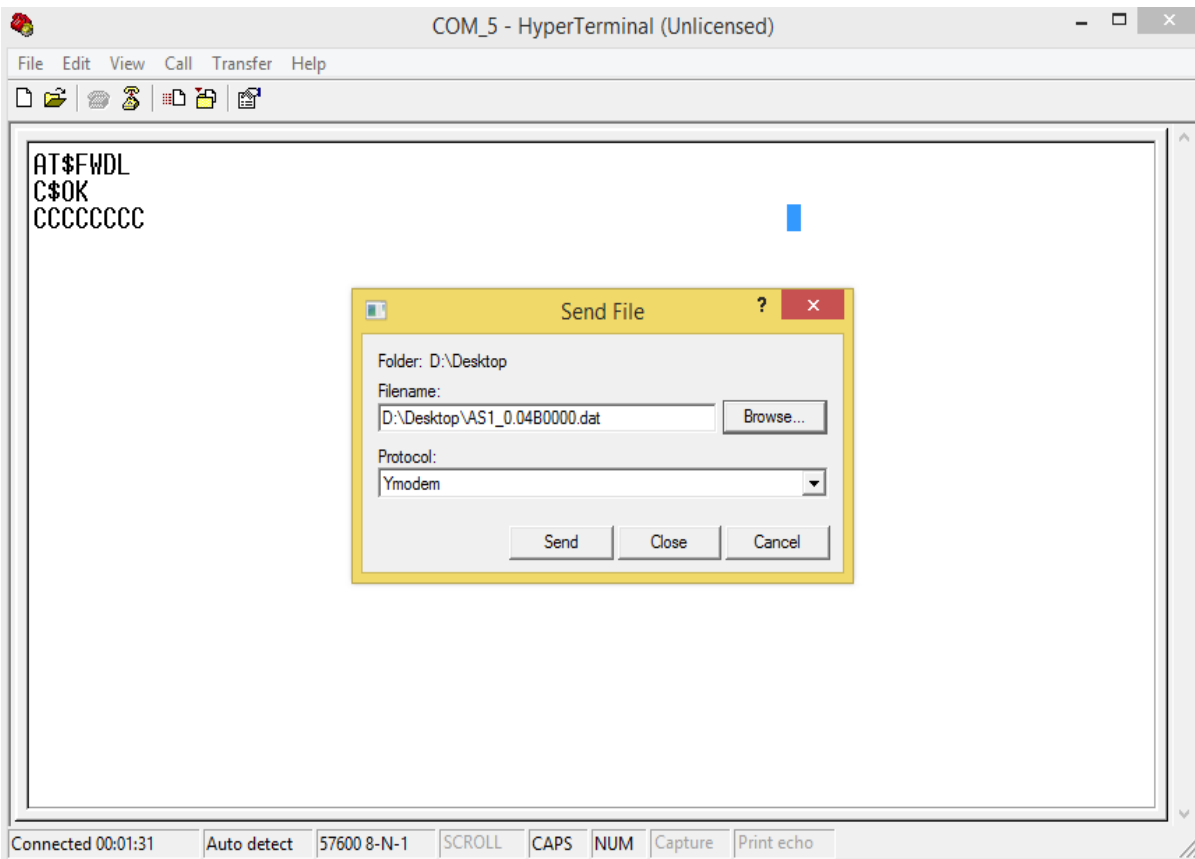 COM_5 - HyperTerminal (Unlicensed)
File Edit View Call Transfer Help
AT$FWDL
C$OK
CCCCCCCC
Send File
Folder: D:\Desktop
Filename:
D:\Desktop\AS1_0.04B0000.dat Browse...
Protocol:
Ymodem
Send Close Cancel
Connected 00:01:31 Auto detect 57600 8-N-1 SCROLL CAPS NUM Capture Print echo